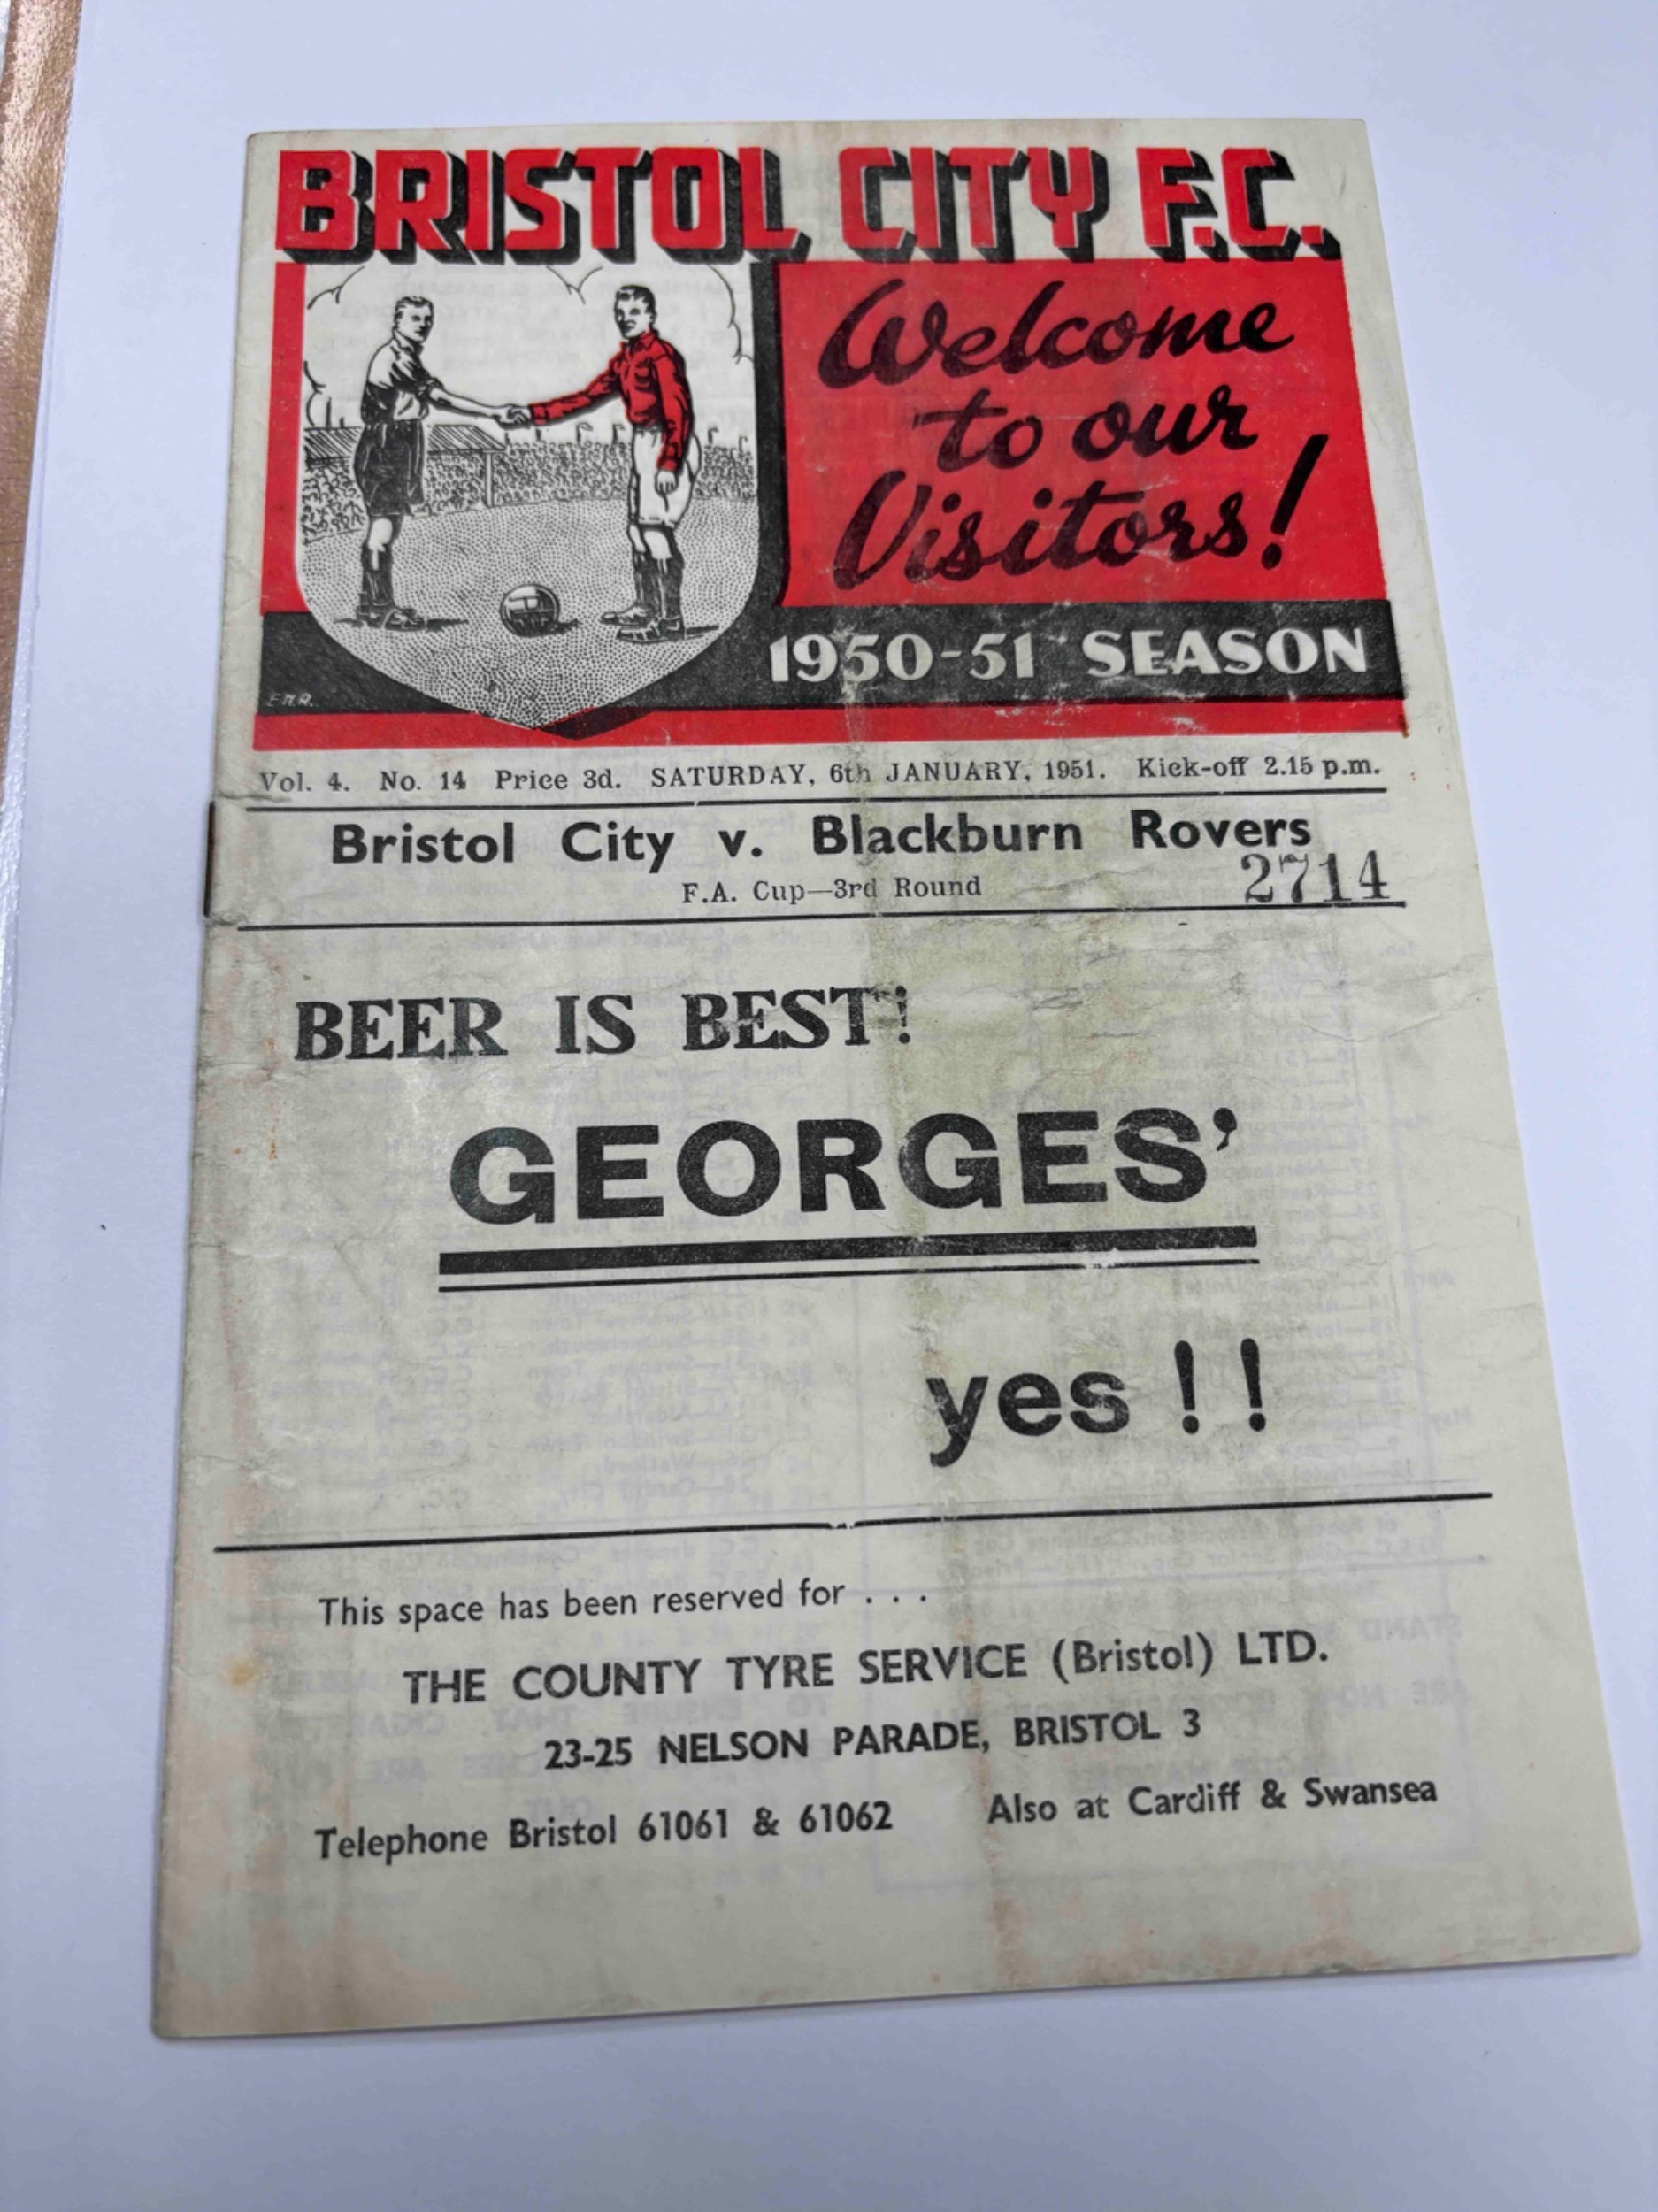 BRISTOL CITY F.C.
Welcome
to our
Visitors!
1950-51 SEASON
E.M.A.
Vol. 4. No. 14 Price 3d. SATURDAY, 6th JANUARY, 1951. Kick-off 2.15 p.m.
Bristol City v. Blackburn Rovers
F.A. Cup—3rd Round 2714
BEER IS BEST!
GEORGES’
yes ! !
This space has been reserved for . . .
THE COUNTY TYRE SERVICE (Bristol) LTD.
23-25 NELSON PARADE, BRISTOL 3
Telephone Bristol 61061 & 61062 Also at Cardiff & Swansea